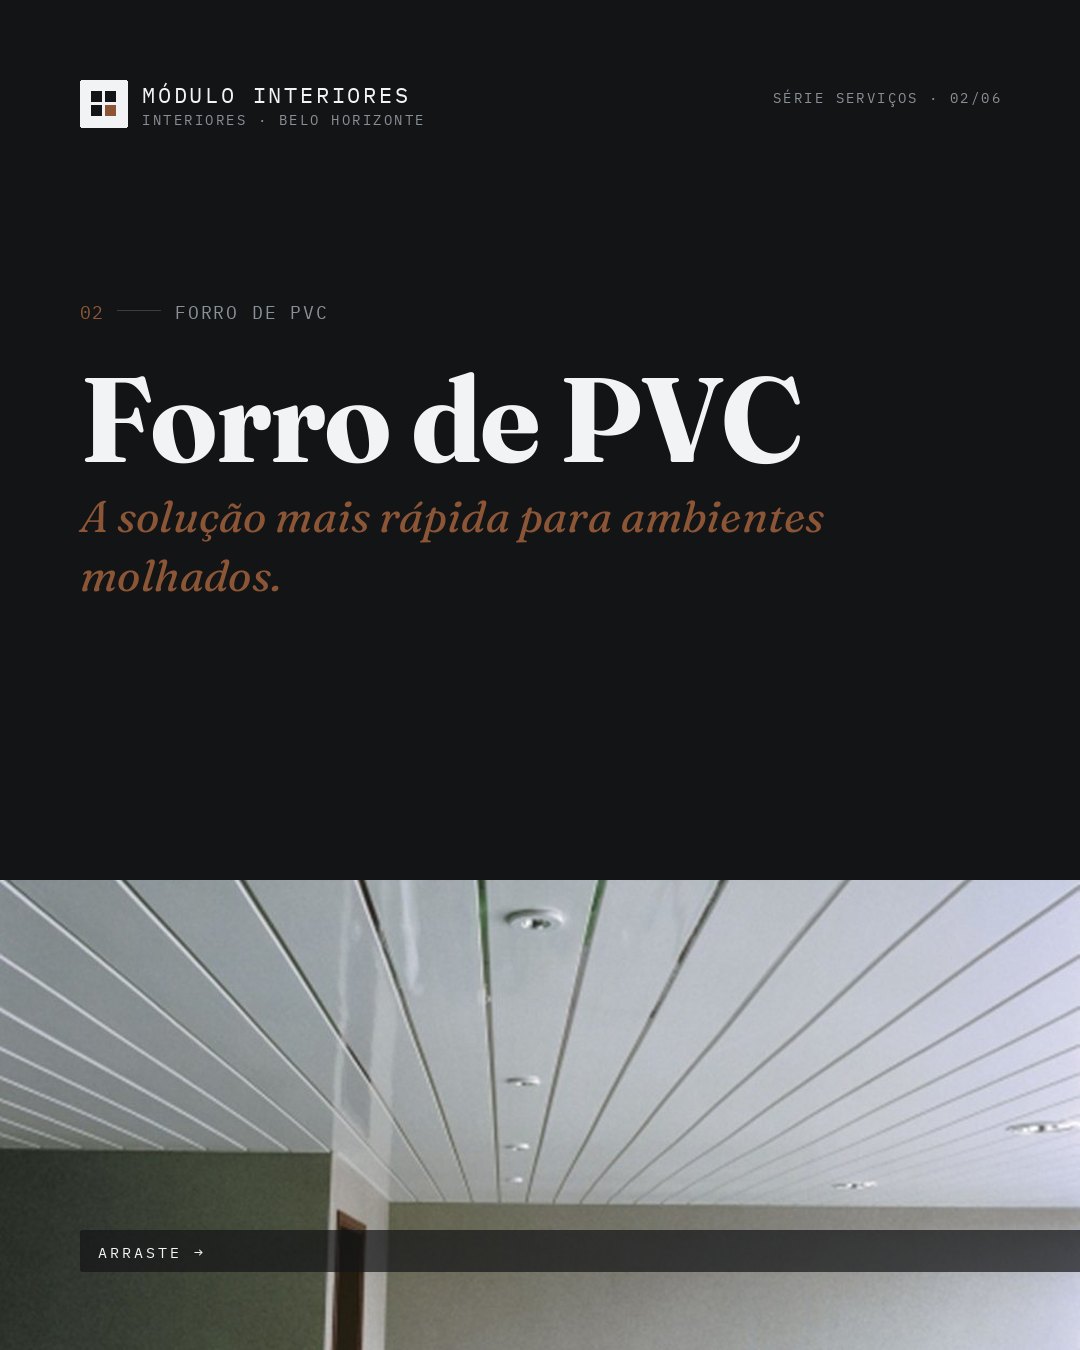 MÓDULO INTERIORES
INTERIORES · BELO HORIZONTE
SÉRIE SERVIÇOS · 02/06
02 FORRO DE PVC
Forro de PVC
A solução mais rápida para ambientes
molhados.
ARRASTE →